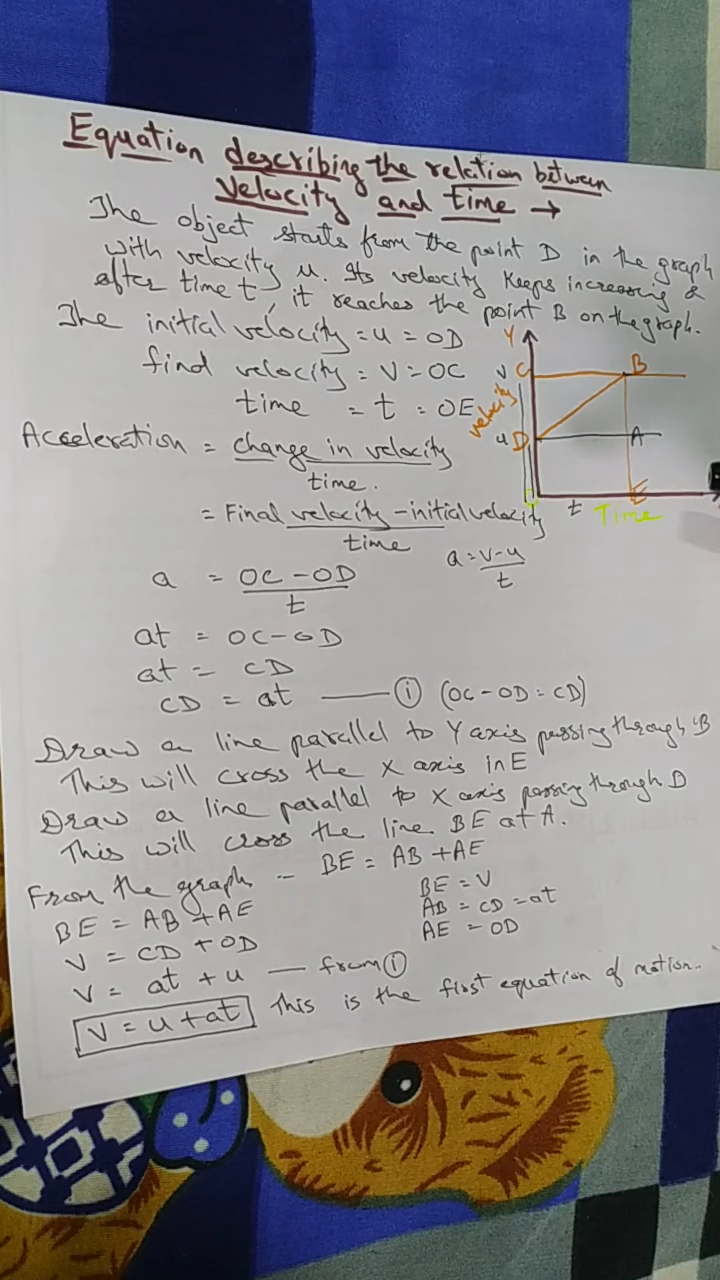 Equation describing the relation between
Velocity and time →
The object starts from the point D in the graph
with velocity u. Its velocity keeps increasing &
after time t, it reaches the point B on the graph.
The initial velocity = u = OD
find velocity = V = OC
time = t = OE
Y
v C B
velocity
u D A
E
t Time
Acceleration = change in velocity
time.
= Final velocity - initial velocity
time
a = v-u
t
a = OC - OD
t
at = OC - OD
at = CD
CD = at —— ① (OC - OD = CD)
Draw a line parallel to Y axis passing through B
This will cross the X axis in E
Draw a line parallel to X axis passing through D
This will cross the line BE at A.
From the graph - BE = AB + AE
BE = AB + AE
BE = V
V = CD + OD
AB = CD = at
AE = OD
V = at + u — from ①
V = u + at This is the first equation of motion..